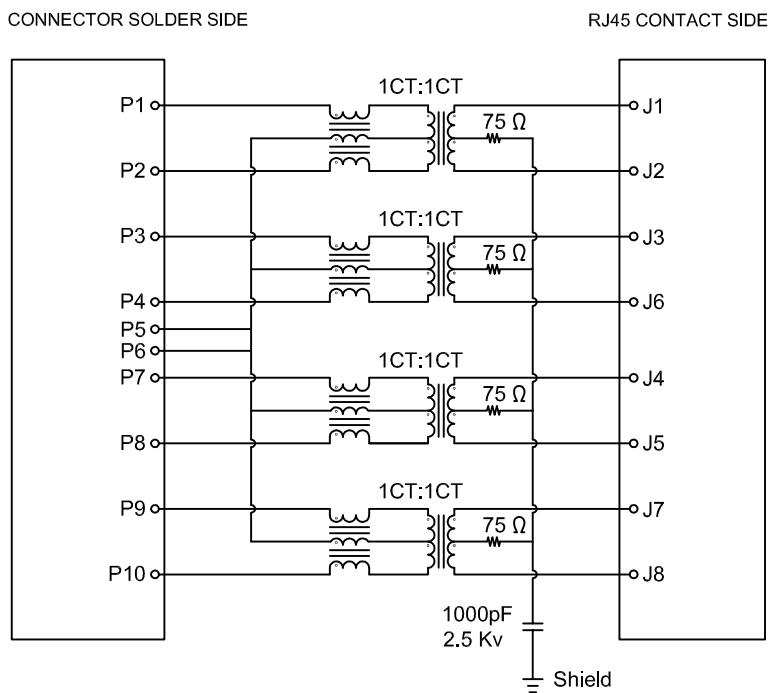 CONNECTOR SOLDER SIDE
RJ45 CONTACT SIDE
1CT:1CT
P1
75 Ω
J1
P2
J2
1CT:1CT
P3
75 Ω
J3
P4
J6
P5
P6
1CT:1CT
P7
75 Ω
J4
P8
J5
1CT:1CT
P9
75 Ω
J7
P10
J8
1000pF
2.5 Kv
Shield